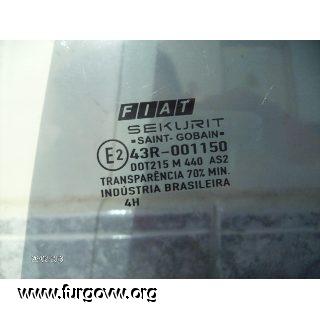 FIAT
SEKURIT
"SAINT-GOBAIN"
E2 43R-001150
DOT215 M 440 AS2
TRANSPARÊNCIA 70% MIN.
INDÚSTRIA BRASILEIRA
4H
www.furgovw.org